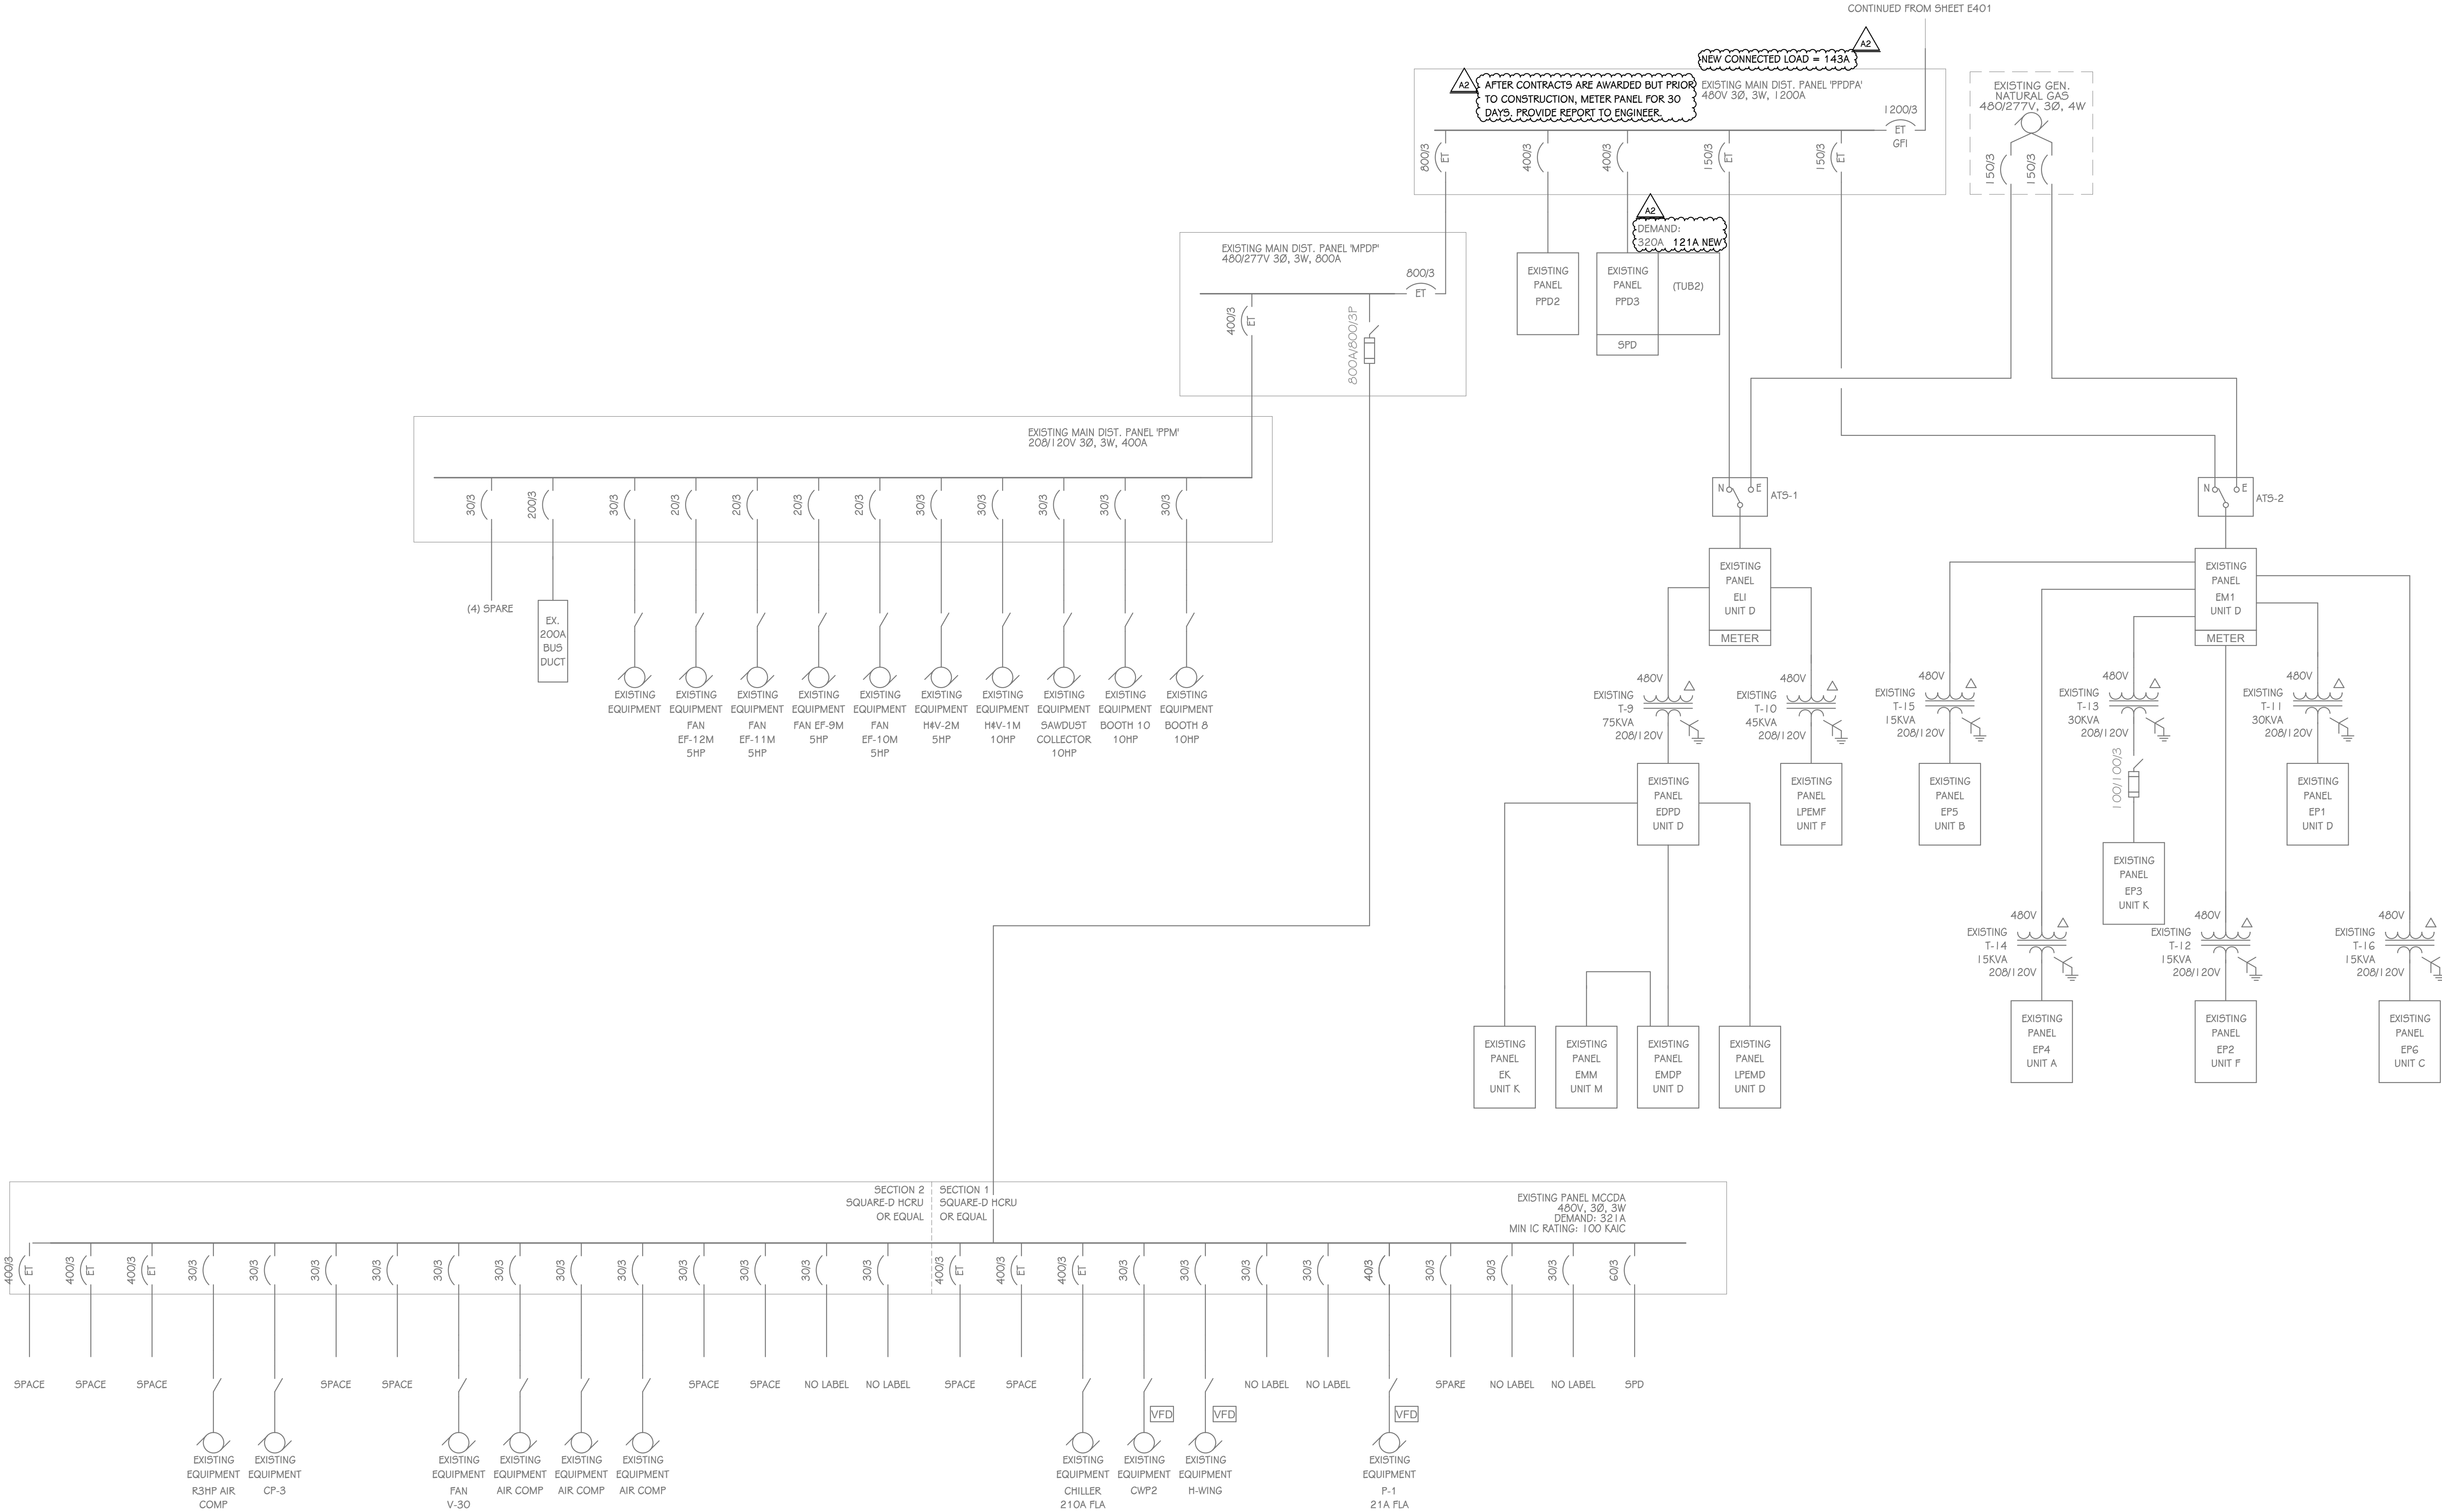 CONTINUED FROM SHEET E401
A2
NEW CONNECTED LOAD = 143A
A2
AFTER CONTRACTS ARE AWARDED BUT PRIOR
TO CONSTRUCTION, METER PANEL FOR 30
DAYS. PROVIDE REPORT TO ENGINEER.
EXISTING MAIN DIST. PANEL 'PPDPA'
480V 3Ø, 3W, 1200A
1200/3
ET
GFI
800/3
ET
400/3
400/3
150/3
ET
150/3
ET
EXISTING GEN.
NATURAL GAS
480/277V, 3Ø, 4W
150/3
150/3
A2
DEMAND:
320A 121A NEW
EXISTING
PANEL
PPD2
EXISTING
PANEL
PPD3
(TUB2)
SPD
EXISTING MAIN DIST. PANEL 'MPDP'
480/277V 3Ø, 3W, 800A
800/3
ET
400/3
ET
800A/800/3P
EXISTING MAIN DIST. PANEL 'PPM'
208/120V 3Ø, 3W, 400A
30/3
200/3
30/3
20/3
20/3
20/3
20/3
30/3
30/3
30/3
30/3
30/3
(4) SPARE
EX.
200A
BUS
DUCT
EXISTING
EQUIPMENT
EXISTING
EQUIPMENT
FAN
EF-12M
5HP
EXISTING
EQUIPMENT
FAN
EF-11M
5HP
EXISTING
EQUIPMENT
FAN EF-9M
5HP
EXISTING
EQUIPMENT
FAN
EF-10M
5HP
EXISTING
EQUIPMENT
H&V-2M
5HP
EXISTING
EQUIPMENT
H&V-1M
10HP
EXISTING
EQUIPMENT
SAWDUST
COLLECTOR
10HP
EXISTING
EQUIPMENT
BOOTH 10
10HP
EXISTING
EQUIPMENT
BOOTH 8
10HP
N
E
ATS-1
N
E
ATS-2
EXISTING
PANEL
EL1
UNIT D
METER
EXISTING
PANEL
EM1
UNIT D
METER
480V
EXISTING
T-9
75KVA
208/120V
480V
EXISTING
T-10
45KVA
208/120V
480V
EXISTING
T-15
15KVA
208/120V
480V
EXISTING
T-13
30KVA
208/120V
480V
EXISTING
T-11
30KVA
208/120V
100/100/3
EXISTING
PANEL
EDPD
UNIT D
EXISTING
PANEL
LPEMF
UNIT F
EXISTING
PANEL
EP5
UNIT B
EXISTING
PANEL
EP3
UNIT K
EXISTING
PANEL
EP1
UNIT D
480V
EXISTING
T-14
15KVA
208/120V
480V
EXISTING
T-12
15KVA
208/120V
480V
EXISTING
T-16
15KVA
208/120V
EXISTING
PANEL
EK
UNIT K
EXISTING
PANEL
EMM
UNIT M
EXISTING
PANEL
EMDP
UNIT D
EXISTING
PANEL
LPEMD
UNIT D
EXISTING
PANEL
EP4
UNIT A
EXISTING
PANEL
EP2
UNIT F
EXISTING
PANEL
EP6
UNIT C
SECTION 2
SQUARE-D HCRU
OR EQUAL
SECTION 1
SQUARE-D HCRU
OR EQUAL
EXISTING PANEL MCCDA
480V, 3Ø, 3W
DEMAND: 321A
MIN IC RATING: 100 KAIC
400/3
ET
400/3
ET
400/3
ET
30/3
30/3
30/3
30/3
30/3
30/3
30/3
30/3
30/3
30/3
30/3
30/3
400/3
ET
400/3
ET
400/3
ET
30/3
30/3
30/3
30/3
40/3
30/3
30/3
30/3
60/3
SPACE
SPACE
SPACE
SPACE
SPACE
SPACE
SPACE
NO LABEL
NO LABEL
SPACE
SPACE
NO LABEL
NO LABEL
SPARE
NO LABEL
NO LABEL
SPD
VFD
VFD
VFD
EXISTING
EQUIPMENT
R3HP AIR
COMP
EXISTING
EQUIPMENT
CP-3
EXISTING
EQUIPMENT
FAN
V-30
EXISTING
EQUIPMENT
AIR COMP
EXISTING
EQUIPMENT
AIR COMP
EXISTING
EQUIPMENT
AIR COMP
EXISTING
EQUIPMENT
CHILLER
210A FLA
EXISTING
EQUIPMENT
CWP2
EXISTING
EQUIPMENT
H-WING
EXISTING
EQUIPMENT
P-1
21A FLA